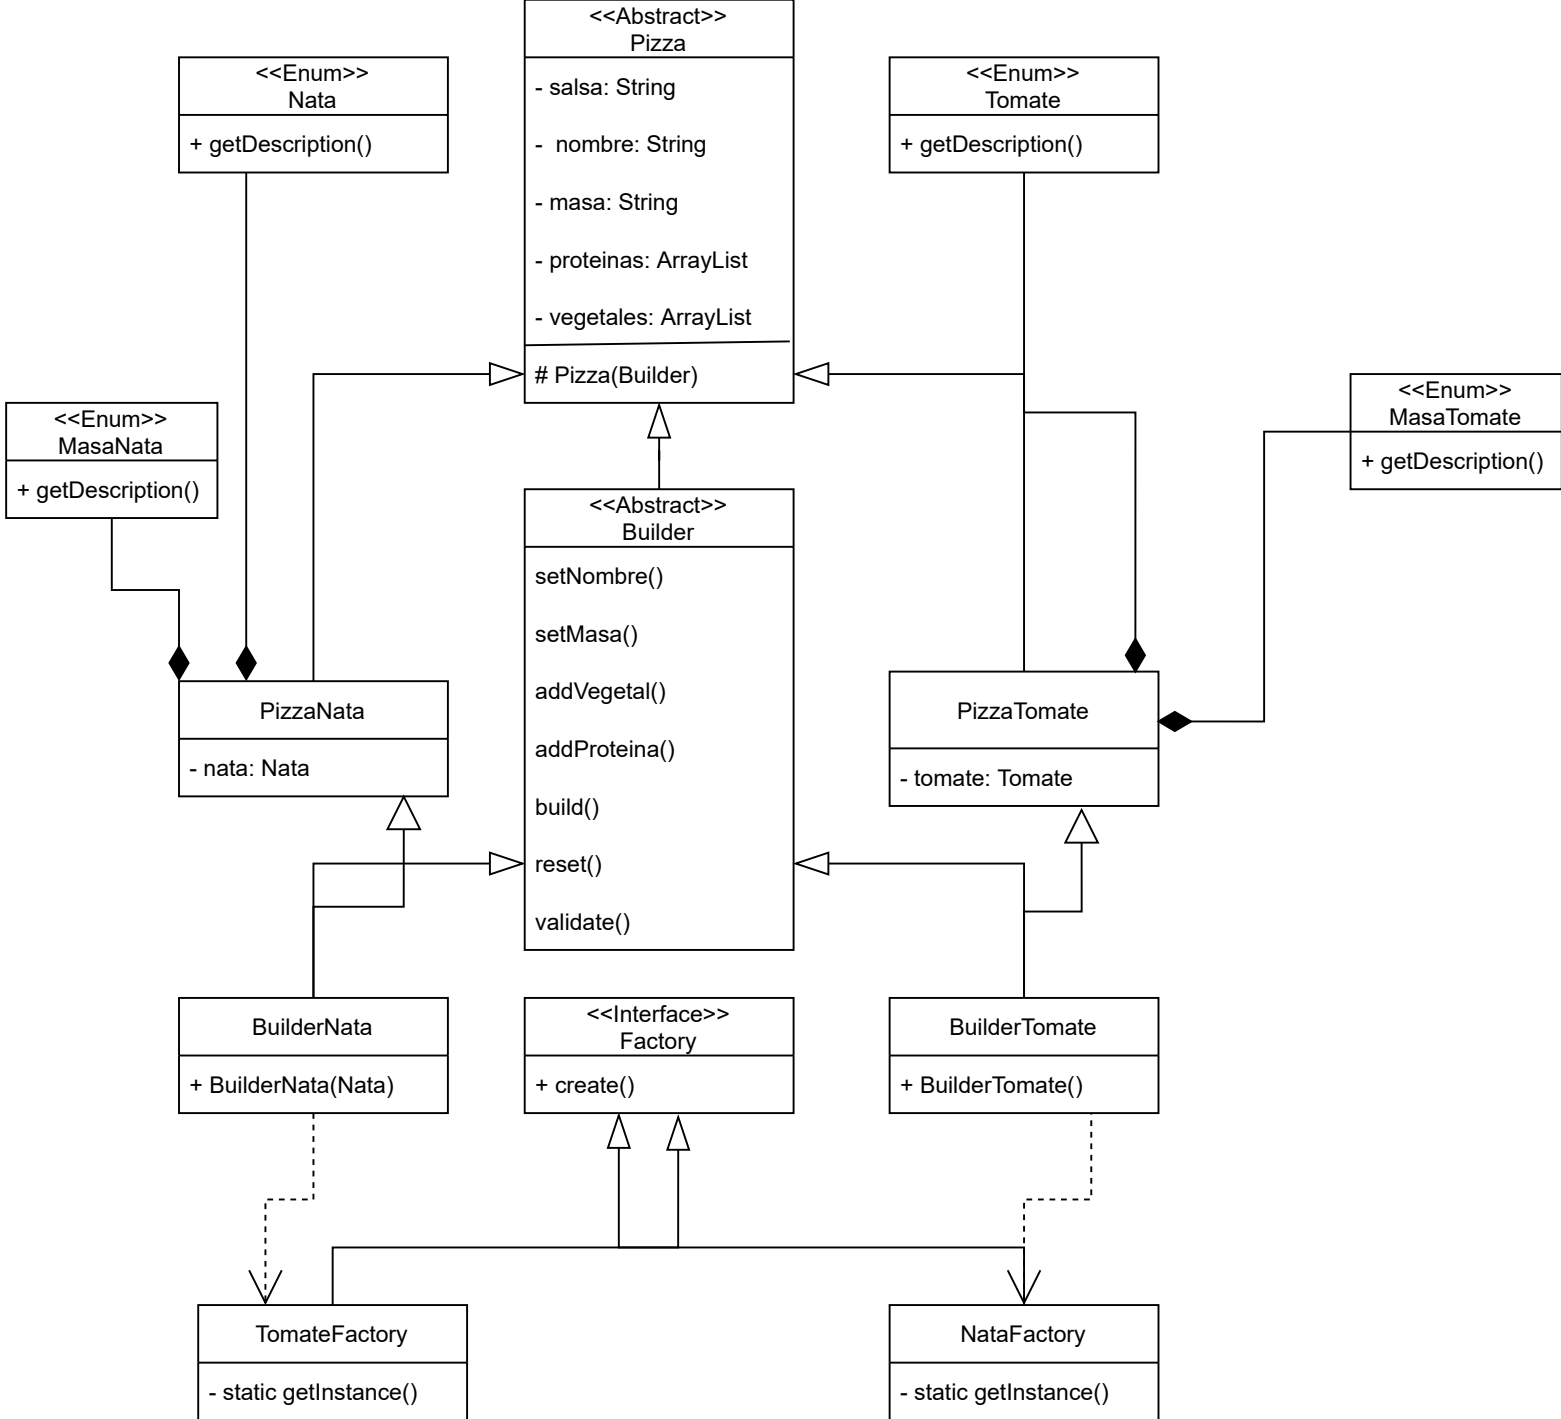 <<Abstract>>
Pizza
- salsa: String
-  nombre: String
- masa: String
- proteinas: ArrayList
- vegetales: ArrayList
# Pizza(Builder)
<<Enum>>
Nata
+ getDescription()
<<Enum>>
Tomate
+ getDescription()
<<Enum>>
MasaNata
+ getDescription()
<<Enum>>
MasaTomate
+ getDescription()
<<Abstract>>
Builder
setNombre()
setMasa()
addVegetal()
addProteina()
build()
reset()
validate()
PizzaNata
- nata: Nata
PizzaTomate
- tomate: Tomate
BuilderNata
+ BuilderNata(Nata)
<<Interface>>
Factory
+ create()
BuilderTomate
+ BuilderTomate()
TomateFactory
- static getInstance()
NataFactory
- static getInstance()